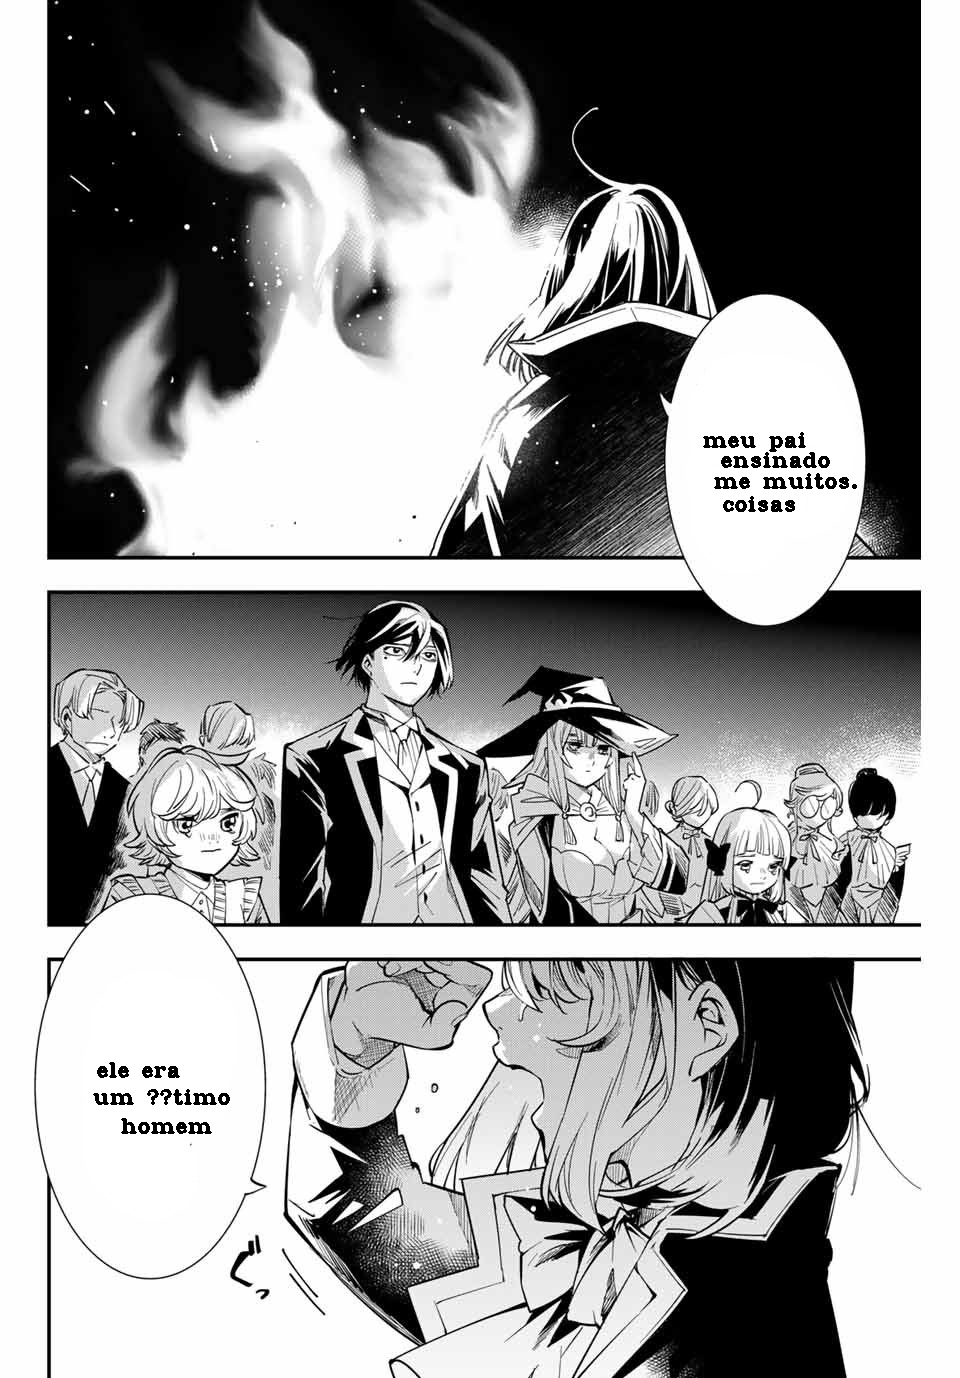 meu pai
ensinado
me muitos.
coisas
ele era
um ??timo
homem
ぐっ